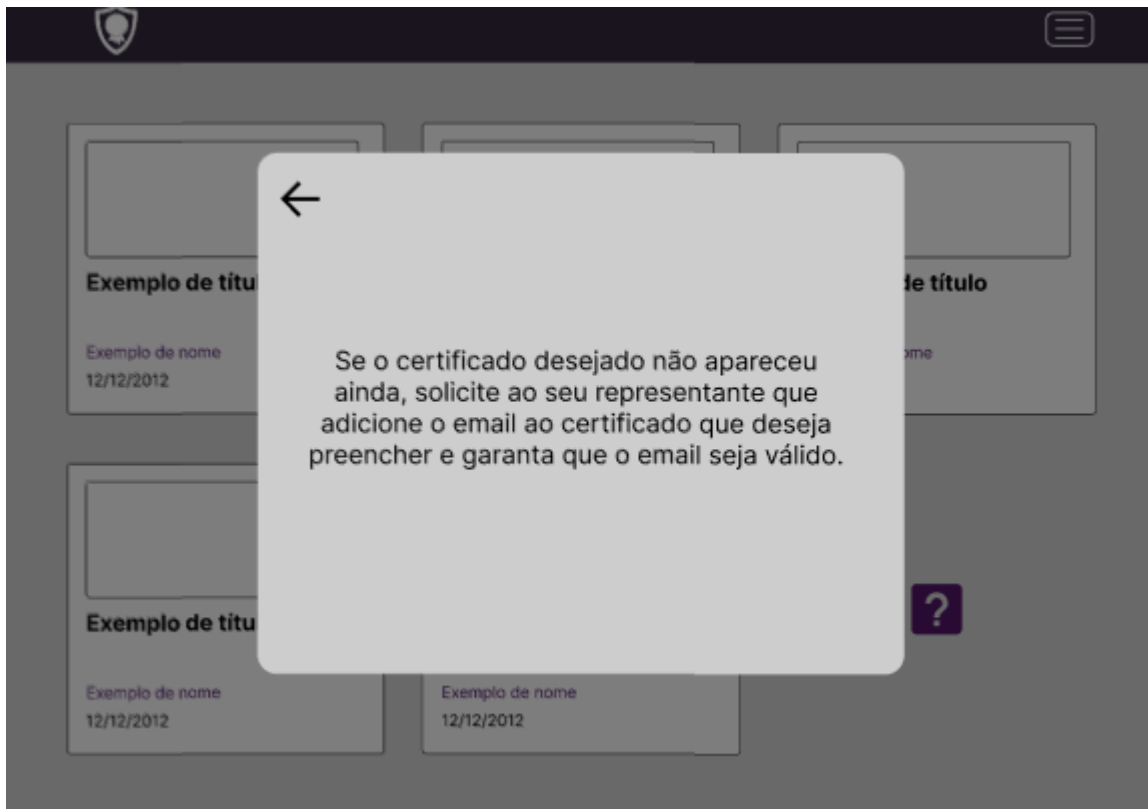 Exemplo de títu
de título
Exemplo de nome
12/12/2012
Se o certificado desejado não apareceu
ainda, solicite ao seu representante que
adicione o email ao certificado que deseja
preencher e garanta que o email seja válido.
Exemplo de títu
?
Exemplo de nome
12/12/2012
Exemplo de nome
12/12/2012